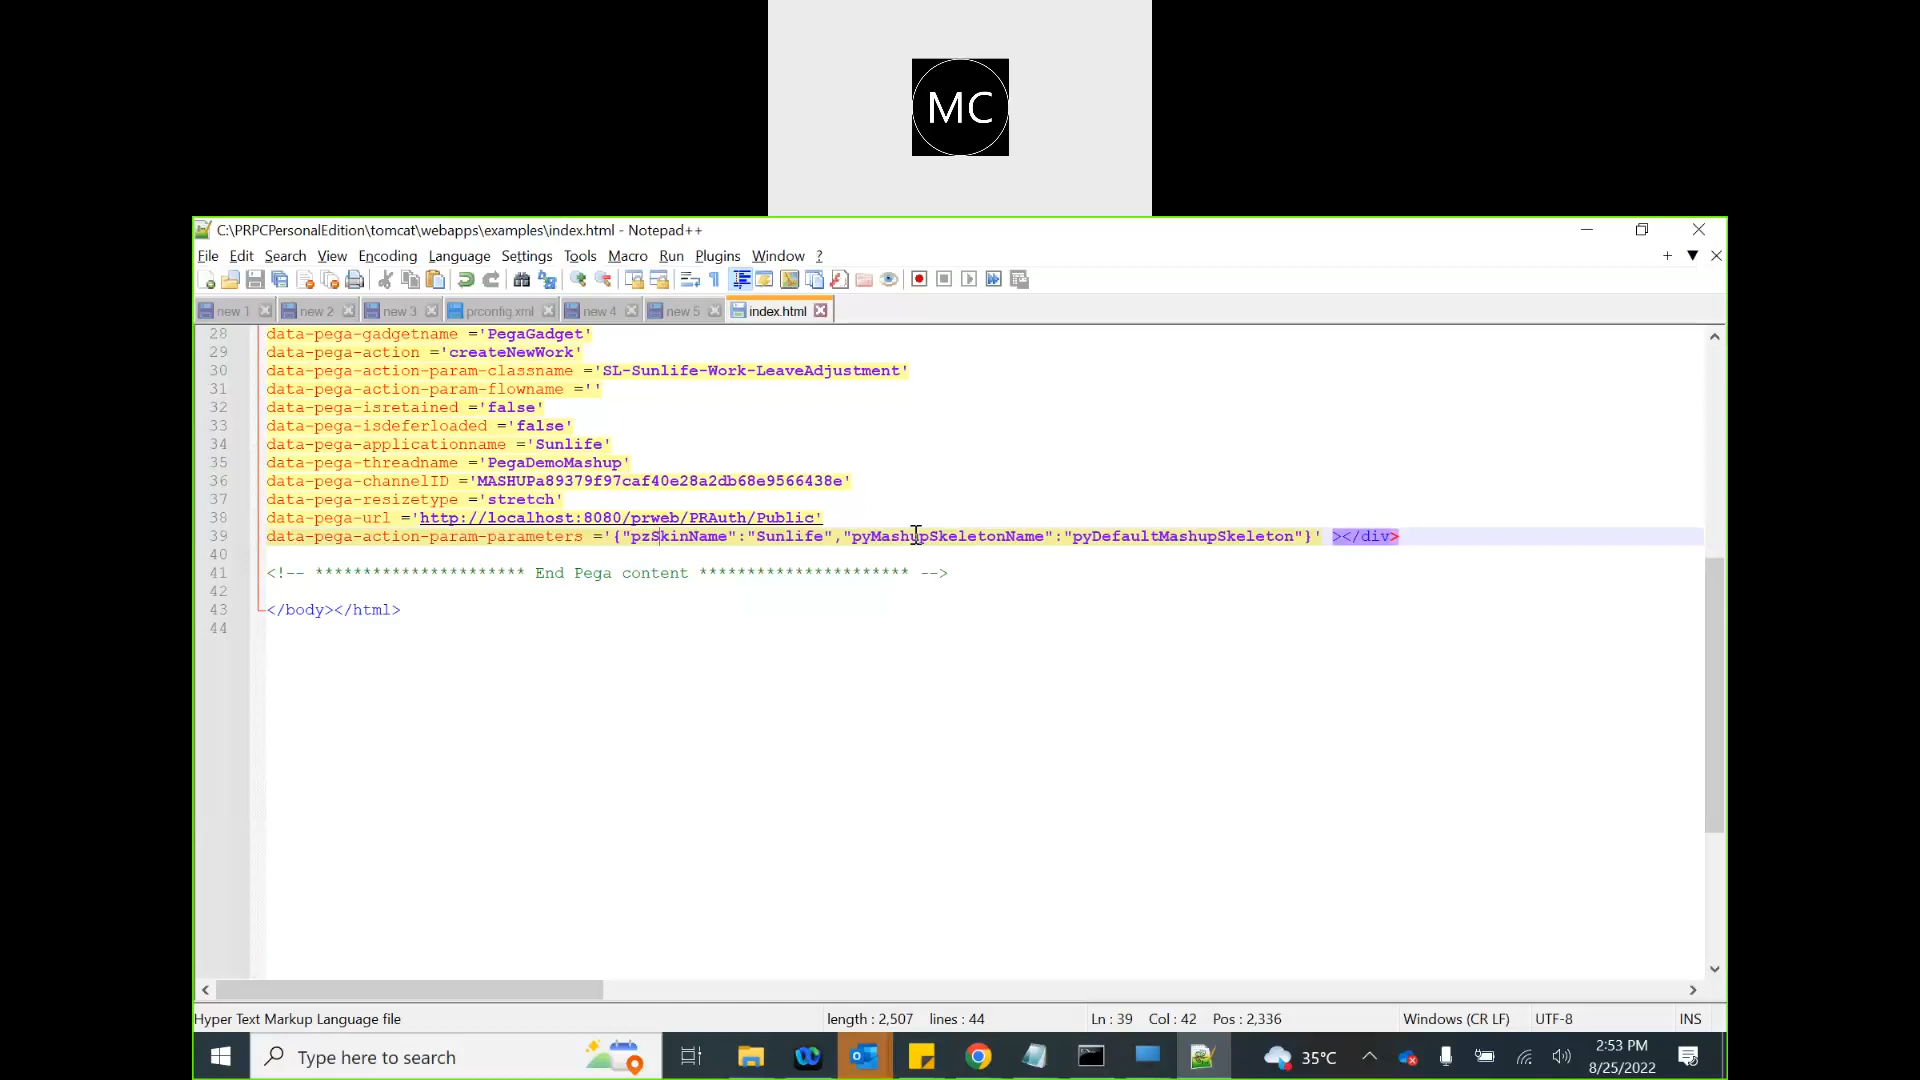 MC
C:\PRPCPersonalEdition\tomcat\webapps\examples\index.html - Notepad++
File Edit Search View Encoding Language Settings Tools Macro Run Plugins Window ?
new 1 new 2 new 3 prconfig.xml new 4 new 5 index.html
28 data-pega-gadgetname ='PegaGadget'
29 data-pega-action ='createNewWork'
30 data-pega-action-param-classname ='SL-Sunlife-Work-LeaveAdjustment'
31 data-pega-action-param-flowname =''
32 data-pega-isretained ='false'
33 data-pega-isdeferloaded ='false'
34 data-pega-applicationname ='Sunlife'
35 data-pega-threadname ='PegaDemoMashup'
36 data-pega-channelID ='MASHUPa89379f97caf40e28a2db68e9566438e'
37 data-pega-resizetype ='stretch'
38 data-pega-url ='http://localhost:8080/prweb/PRAuth/Public'
39 data-pega-action-param-parameters ='{"pzSkinName":"Sunlife","pyMashupSkeletonName":"pyDefaultMashupSkeleton"}' ></div>
40
41 <!-- ********************** End Pega content ********************** -->
42
43 </body></html>
44
Hyper Text Markup Language file length : 2,507 lines : 44 Ln : 39 Col : 42 Pos : 2,336 Windows (CR LF) UTF-8 INS
Type here to search 35°C 2:53 PM
8/25/2022